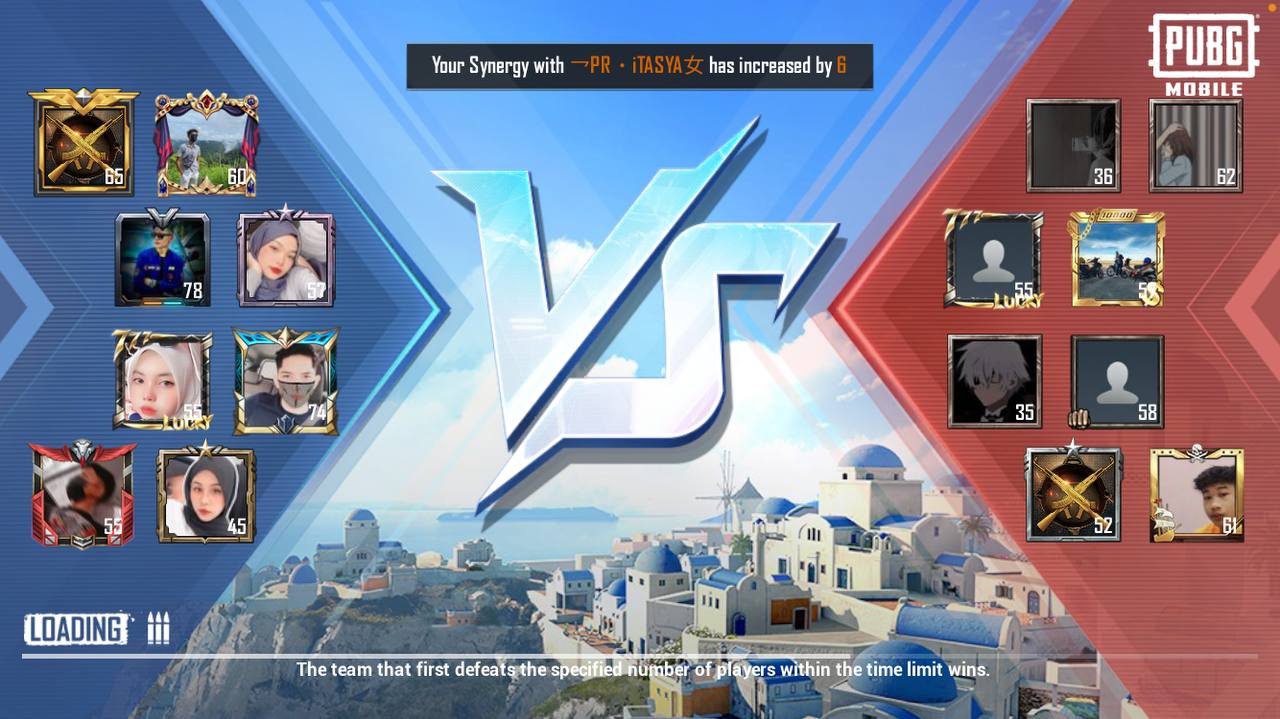 Your Synergy with 乛PR・iTASYA女 has increased by 6
PUBG
MOBILE
65 60
78 57
55 LUCKY 74
55 45
36 62
55 LUCKY 10000
35 58
52 61
LOADING
The team that first defeats the specified number of players within the time limit wins.